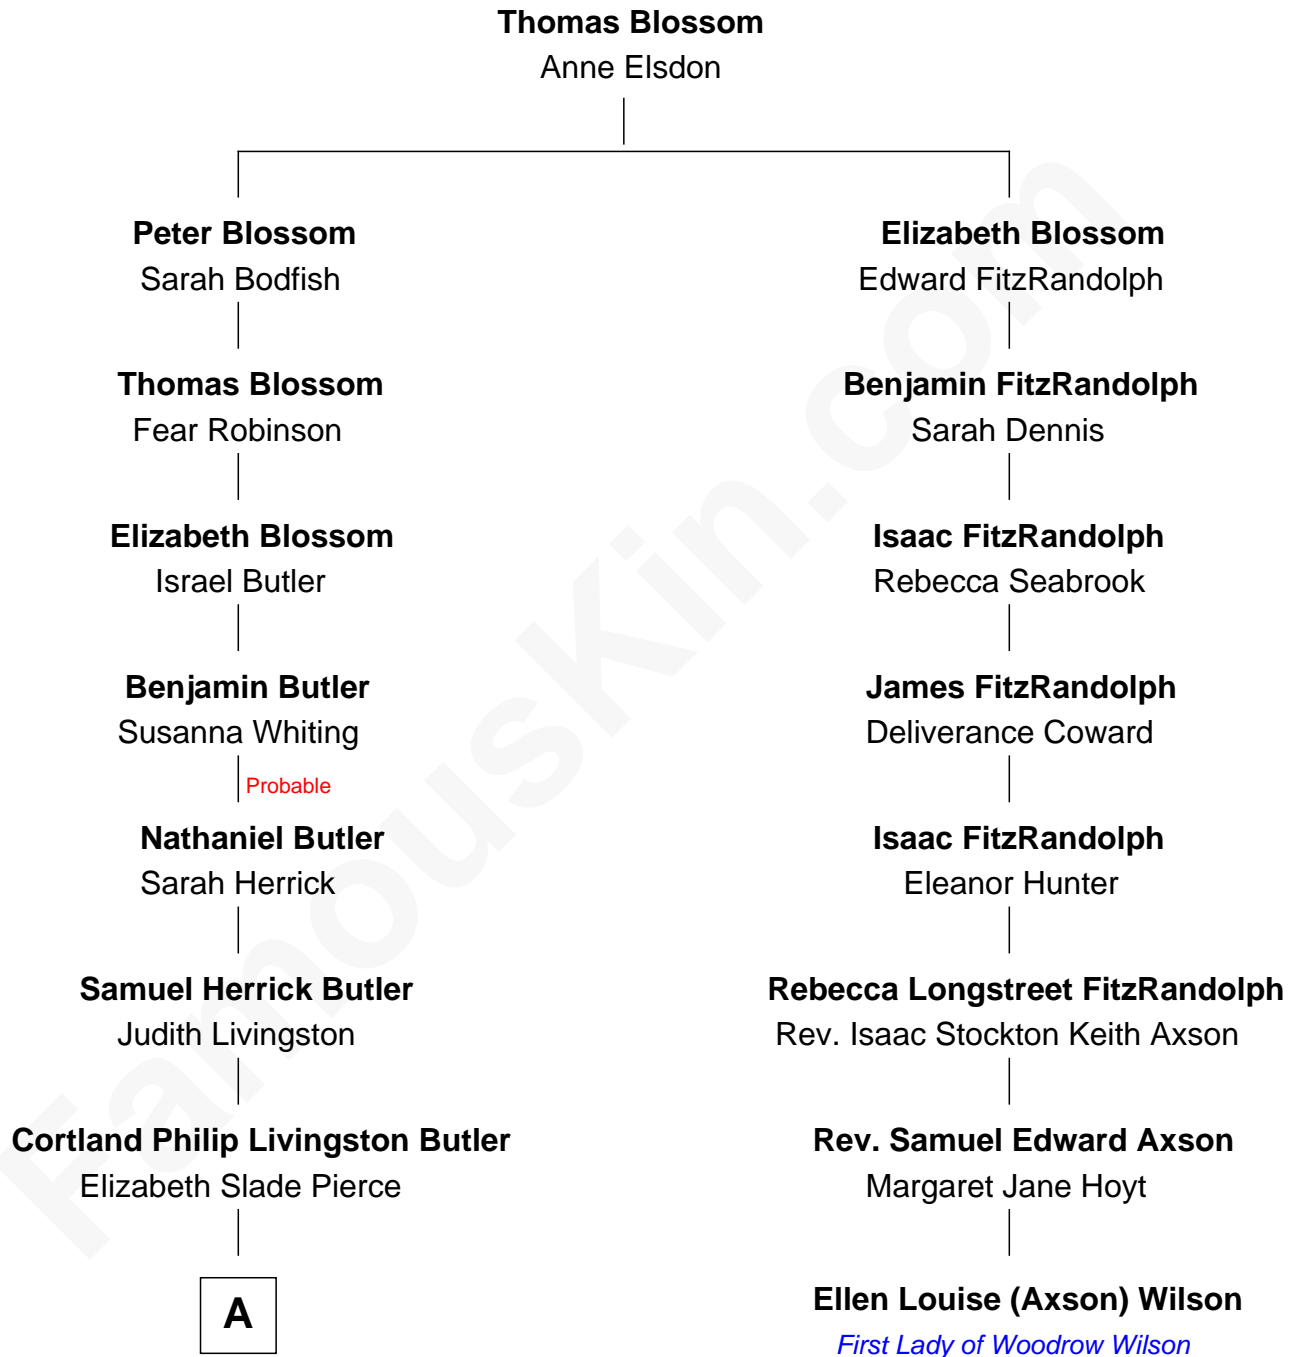 Thomas Blossom
Anne Elsdon
Peter Blossom
Sarah Bodfish
Thomas Blossom
Fear Robinson
Elizabeth Blossom
Israel Butler
Benjamin Butler
Susanna Whiting
Probable
Nathaniel Butler
Sarah Herrick
Samuel Herrick Butler
Judith Livingston
Cortland Philip Livingston Butler
Elizabeth Slade Pierce
A
Elizabeth Blossom
Edward FitzRandolph
Benjamin FitzRandolph
Sarah Dennis
Isaac FitzRandolph
Rebecca Seabrook
James FitzRandolph
Deliverance Coward
Isaac FitzRandolph
Eleanor Hunter
Rebecca Longstreet FitzRandolph
Rev. Isaac Stockton Keith Axson
Rev. Samuel Edward Axson
Margaret Jane Hoyt
Ellen Louise (Axson) Wilson
First Lady of Woodrow Wilson
FamousKin.com